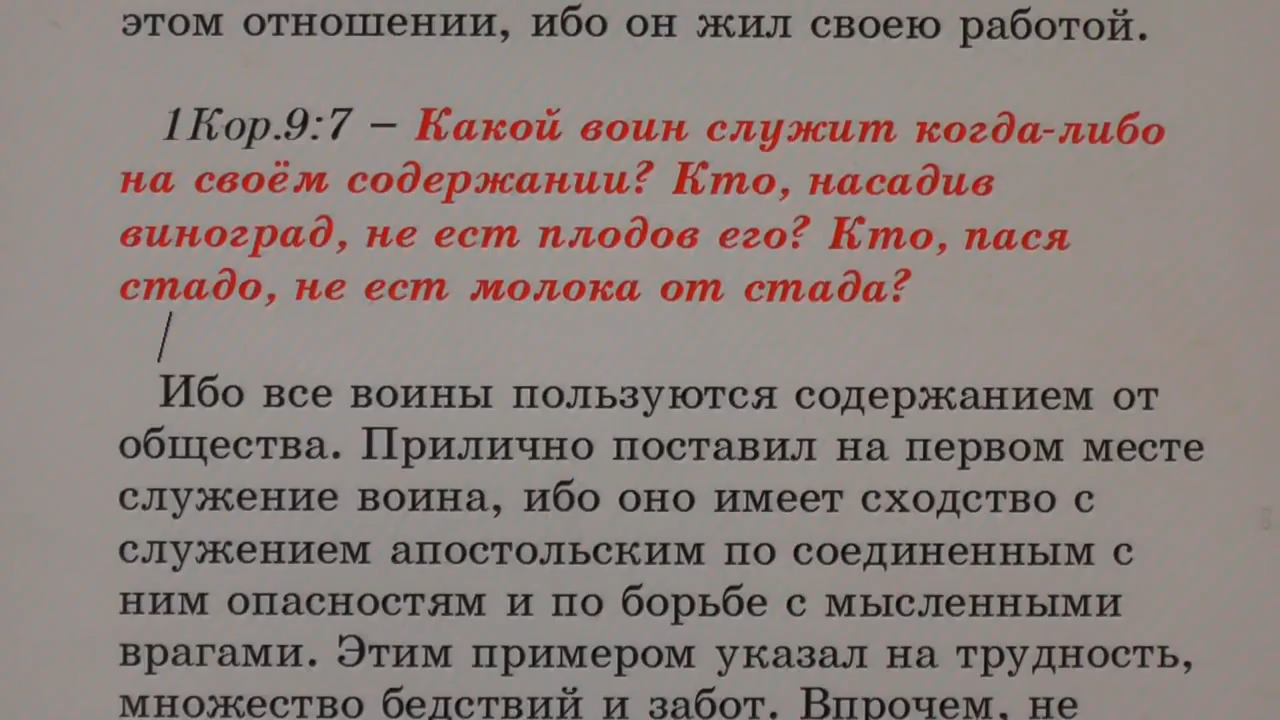 этом отношении, ибо он жил своею работой.
1Кор.9:7 – Какой воин служит когда-либо
на своём содержании? Кто, насадив
виноград, не ест плодов его? Кто, пася
стадо, не ест молока от стада?
Ибо все воины пользуются содержанием от
общества. Прилично поставил на первом месте
служение воина, ибо оно имеет сходство с
служением апостольским по соединенным с
ним опасностям и по борьбе с мысленными
врагами. Этим примером указал на трудность,
множество бедствий и забот. Впрочем, не